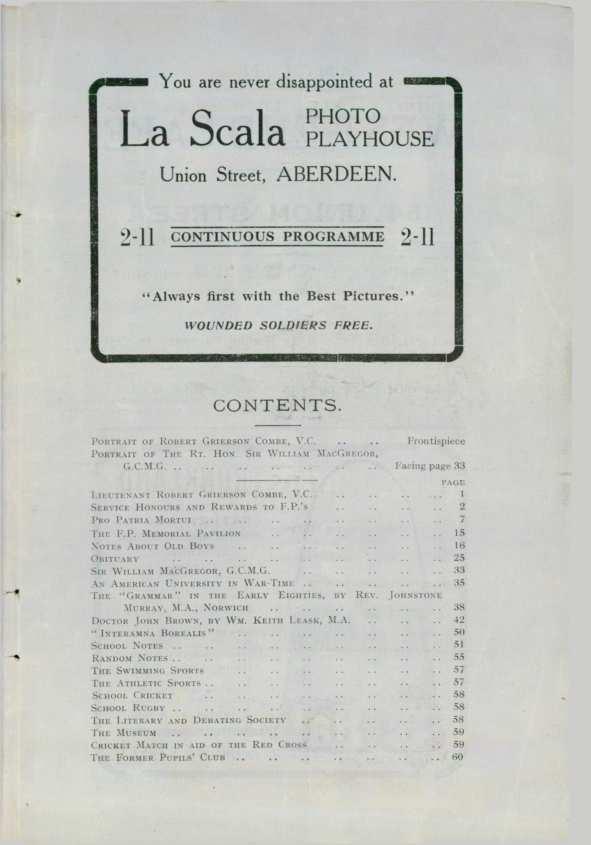 You are never disappointed at
La Scala PHOTO PLAYHOUSE
Union Street, ABERDEEN.
2-11 CONTINUOUS PROGRAMME 2-11
"Always first with the Best Pictures."
WOUNDED SOLDIERS FREE.
CONTENTS.
PORTRAIT OF ROBERT GRIERSON COMBE, V.C. .. .. Frontispiece
PORTRAIT OF THE RT. HON. SIR WILLIAM MACGREGOR,
G.C.M.G. .. .. .. .. .. .. .. Facing page 33
PAGE
LIEUTENANT ROBERT GRIERSON COMBE, V.C. .. .. .. .. 1
SERVICE HONOURS AND REWARDS TO F.P.'S .. .. .. .. 2
PRO PATRIA MORTUI .. .. .. .. .. .. .. .. 7
THE F.P. MEMORIAL PAVILION .. .. .. .. .. .. 15
NOTES ABOUT OLD BOYS .. .. .. .. .. .. .. 16
OBITUARY .. .. .. .. .. .. .. .. .. 25
SIR WILLIAM MACGREGOR, G.C.M.G. .. .. .. .. .. 33
AN AMERICAN UNIVERSITY IN WAR-TIME .. .. .. .. .. 35
THE "GRAMMAR" IN THE EARLY EIGHTIES, BY REV. JOHNSTONE
MURRAY, M.A., NORWICH .. .. .. .. .. .. 38
DOCTOR JOHN BROWN, BY WM. KEITH LEASK, M.A. .. .. .. 42
"INTERAMNA BOREALIS" .. .. .. .. .. .. .. 50
SCHOOL NOTES .. .. .. .. .. .. .. .. .. 51
RANDOM NOTES .. .. .. .. .. .. .. .. .. 55
THE SWIMMING SPORTS .. .. .. .. .. .. .. 57
THE ATHLETIC SPORTS .. .. .. .. .. .. .. .. 57
SCHOOL CRICKET .. .. .. .. .. .. .. .. 58
SCHOOL RUGBY .. .. .. .. .. .. .. .. .. 58
THE LITERARY AND DEBATING SOCIETY .. .. .. .. .. 58
THE MUSEUM .. .. .. .. .. .. .. .. .. 59
CRICKET MATCH IN AID OF THE RED CROSS .. .. .. .. 59
THE FORMER PUPILS' CLUB .. .. .. .. .. .. .. 60